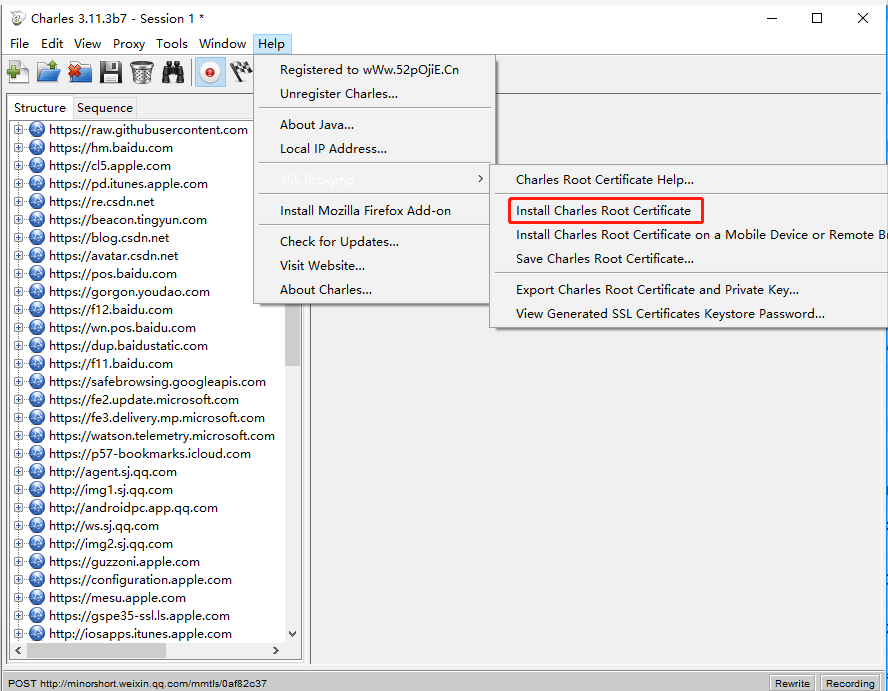 Charles 3.11.3b7 - Session 1 *
File Edit View Proxy Tools Window Help
Registered to wWw.52pOjiE.Cn
Unregister Charles...
About Java...
Local IP Address...
SSL Proxying
Install Mozilla Firefox Add-on
Check for Updates...
Visit Website...
About Charles...
Charles Root Certificate Help...
Install Charles Root Certificate
Install Charles Root Certificate on a Mobile Device or Remote Br
Save Charles Root Certificate...
Export Charles Root Certificate and Private Key...
View Generated SSL Certificates Keystore Password...
Structure Sequence
https://raw.githubusercontent.com
https://hm.baidu.com
https://cl5.apple.com
https://pd.itunes.apple.com
https://re.csdn.net
https://beacon.tingyun.com
https://blog.csdn.net
https://avatar.csdn.net
https://pos.baidu.com
https://gorgon.youdao.com
https://f12.baidu.com
https://wn.pos.baidu.com
https://dup.baidustatic.com
https://f11.baidu.com
https://safebrowsing.googleapis.com
https://fe2.update.microsoft.com
https://fe3.delivery.mp.microsoft.com
https://watson.telemetry.microsoft.com
https://p57-bookmarks.icloud.com
http://agent.sj.qq.com
http://img1.sj.qq.com
http://androidpc.app.qq.com
http://ws.sj.qq.com
http://img2.sj.qq.com
https://guzzoni.apple.com
https://configuration.apple.com
https://mesu.apple.com
https://gspe35-ssl.ls.apple.com
http://iosapps.itunes.apple.com
POST http://minorshort.weixin.qq.com/mmtls/0af82c37
Rewrite Recording